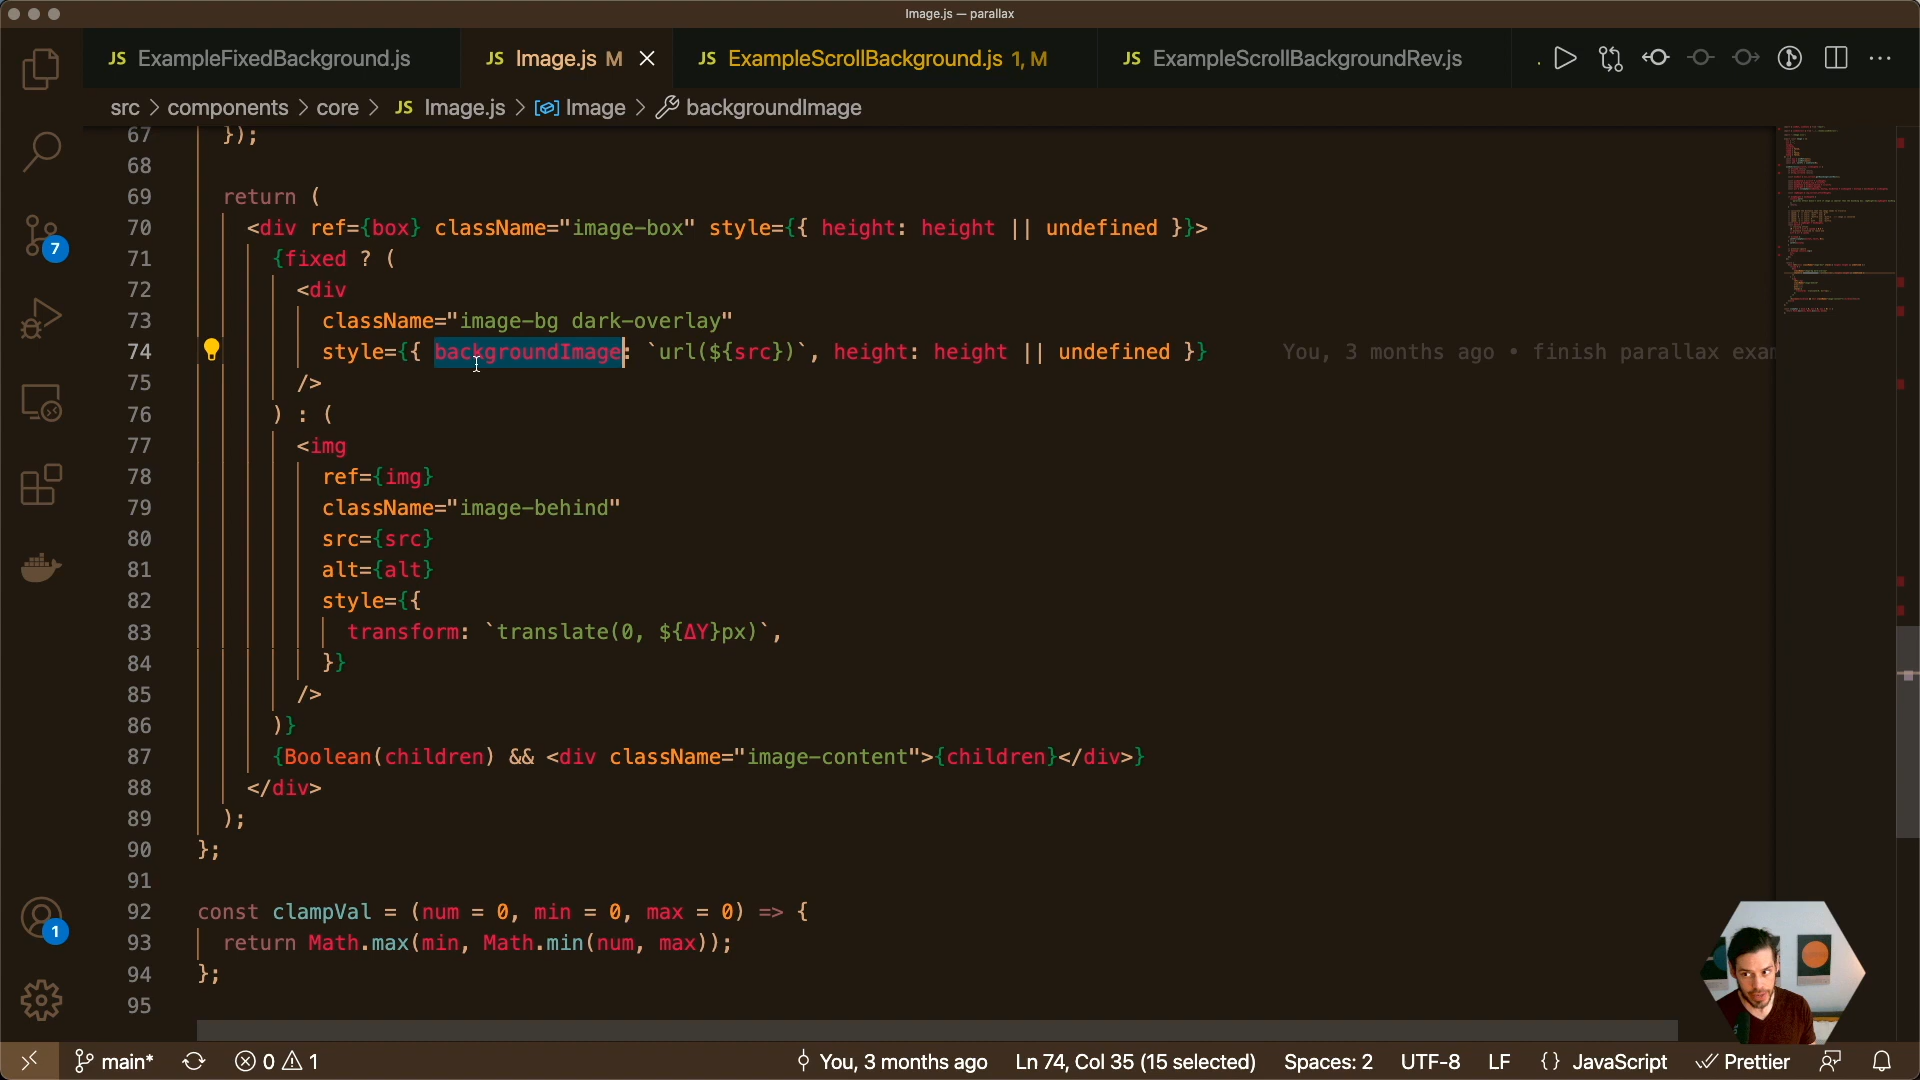 Image.js — parallax
JS ExampleFixedBackground.js
JS Image.js M
JS ExampleScrollBackground.js 1, M
JS ExampleScrollBackgroundRev.js
src > components > core > JS Image.js > Image > backgroundImage
67 });
68
69 return (
70 <div ref={box} className="image-box" style={{ height: height || undefined }}>
71 {fixed ? (
72 <div
73 className="image-bg dark-overlay"
74 style={{ backgroundImage: `url(${src})`, height: height || undefined }} You, 3 months ago • finish parallax exam
75 />
76 ) : (
77 <img
78 ref={img}
79 className="image-behind"
80 src={src}
81 alt={alt}
82 style={{
83 transform: `translate(0, ${ΔY}px)`,
84 }}
85 />
86 )}
87 {Boolean(children) && <div className="image-content">{children}</div>}
88 </div>
89 );
90 };
91
92 const clampVal = (num = 0, min = 0, max = 0) => {
93 return Math.max(min, Math.min(num, max));
94 };
95
7
1
main* 0 1 You, 3 months ago Ln 74, Col 35 (15 selected) Spaces: 2 UTF-8 LF {} JavaScript Prettier